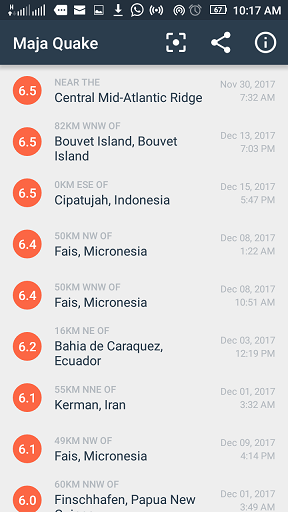 67 10:17 AM
Maja Quake
6.5 NEAR THE Nov 30, 2017
Central Mid-Atlantic Ridge 7:32 AM
6.5 82KM WNW OF Dec 13, 2017
Bouvet Island, Bouvet 7:03 PM
Island
6.5 0KM ESE OF Dec 15, 2017
Cipatujah, Indonesia 5:47 PM
6.4 50KM NW OF Dec 08, 2017
Fais, Micronesia 1:22 AM
6.4 50KM WNW OF Dec 08, 2017
Fais, Micronesia 10:51 AM
6.2 16KM NE OF Dec 03, 2017
Bahia de Caraquez, 12:19 PM
Ecuador
6.1 55KM NNE OF Dec 01, 2017
Kerman, Iran 3:32 AM
6.1 49KM NW OF Dec 09, 2017
Fais, Micronesia 4:14 PM
6.0 60KM NNW OF Dec 01, 2017
Finschhafen, Papua New 3:49 AM
Guinea